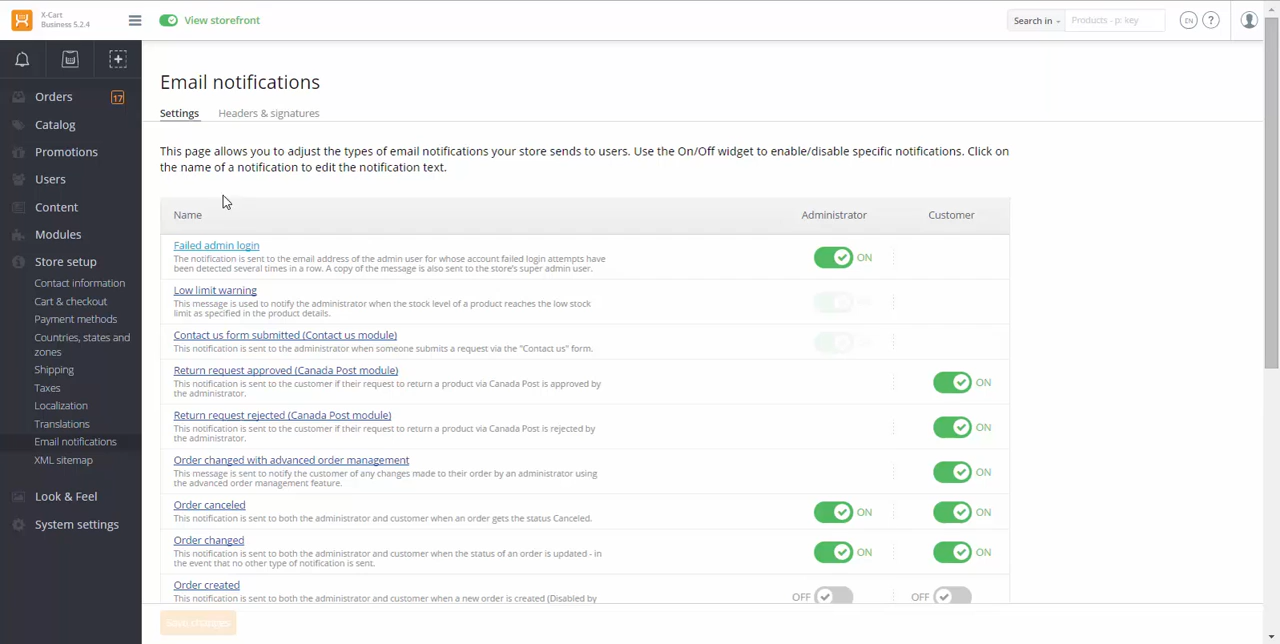 X-Cart
Business 5.2.4
View storefront
Search in
Products - p: key
EN
?
Orders
17
Catalog
Promotions
Users
Content
Modules
Store setup
Contact information
Cart & checkout
Payment methods
Countries, states and
zones
Shipping
Taxes
Localization
Translations
Email notifications
XML sitemap
Look & Feel
System settings
Email notifications
Settings
Headers & signatures
This page allows you to adjust the types of email notifications your store sends to users. Use the On/Off widget to enable/disable specific notifications. Click on
the name of a notification to edit the notification text.
Name
Administrator
Customer
Failed admin login
The notification is sent to the email address of the admin user for whose account failed login attempts have
been detected several times in a row. A copy of the message is also sent to the store's super admin user.
ON
Low limit warning
This message is used to notify the administrator when the stock level of a product reaches the low stock
limit as specified in the product details.
Contact us form submitted (Contact us module)
This notification is sent to the administrator when someone submits a request via the "Contact us" form.
Return request approved (Canada Post module)
This notification is sent to the customer if their request to return a product via Canada Post is approved by
the administrator.
ON
Return request rejected (Canada Post module)
This notification is sent to the customer if their request to return a product via Canada Post is rejected by
the administrator.
ON
Order changed with advanced order management
This message is sent to notify the customer of any changes made to their order by an administrator using
the advanced order management feature.
ON
Order canceled
This notification is sent to both the administrator and customer when an order gets the status Canceled.
ON
ON
Order changed
This notification is sent to both the administrator and customer when the status of an order is updated - in
the event that no other type of notification is sent.
ON
ON
Order created
This notification is sent to both the administrator and customer when a new order is created (Disabled by
OFF
OFF
Save changes